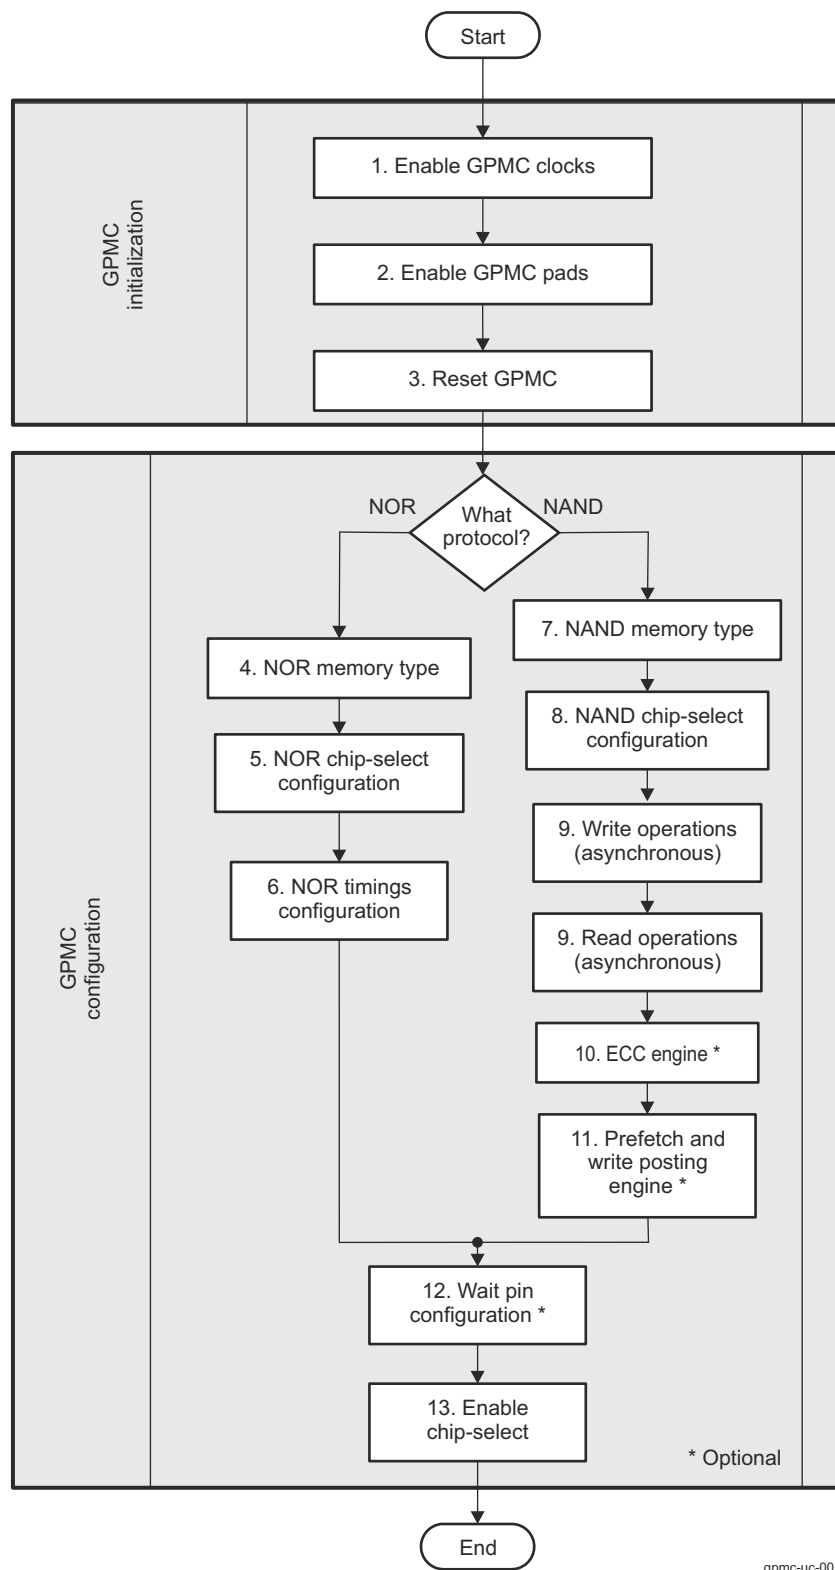 Start
GPMC
initialization
1. Enable GPMC clocks
2. Enable GPMC pads
3. Reset GPMC
GPMC
configuration
NOR
What
protocol?
NAND
4. NOR memory type
5. NOR chip-select
configuration
6. NOR timings
configuration
7. NAND memory type
8. NAND chip-select
configuration
9. Write operations
(asynchronous)
9. Read operations
(asynchronous)
10. ECC engine *
11. Prefetch and
write posting
engine *
12. Wait pin
configuration *
13. Enable
chip-select
* Optional
End
gpmc-uc-00